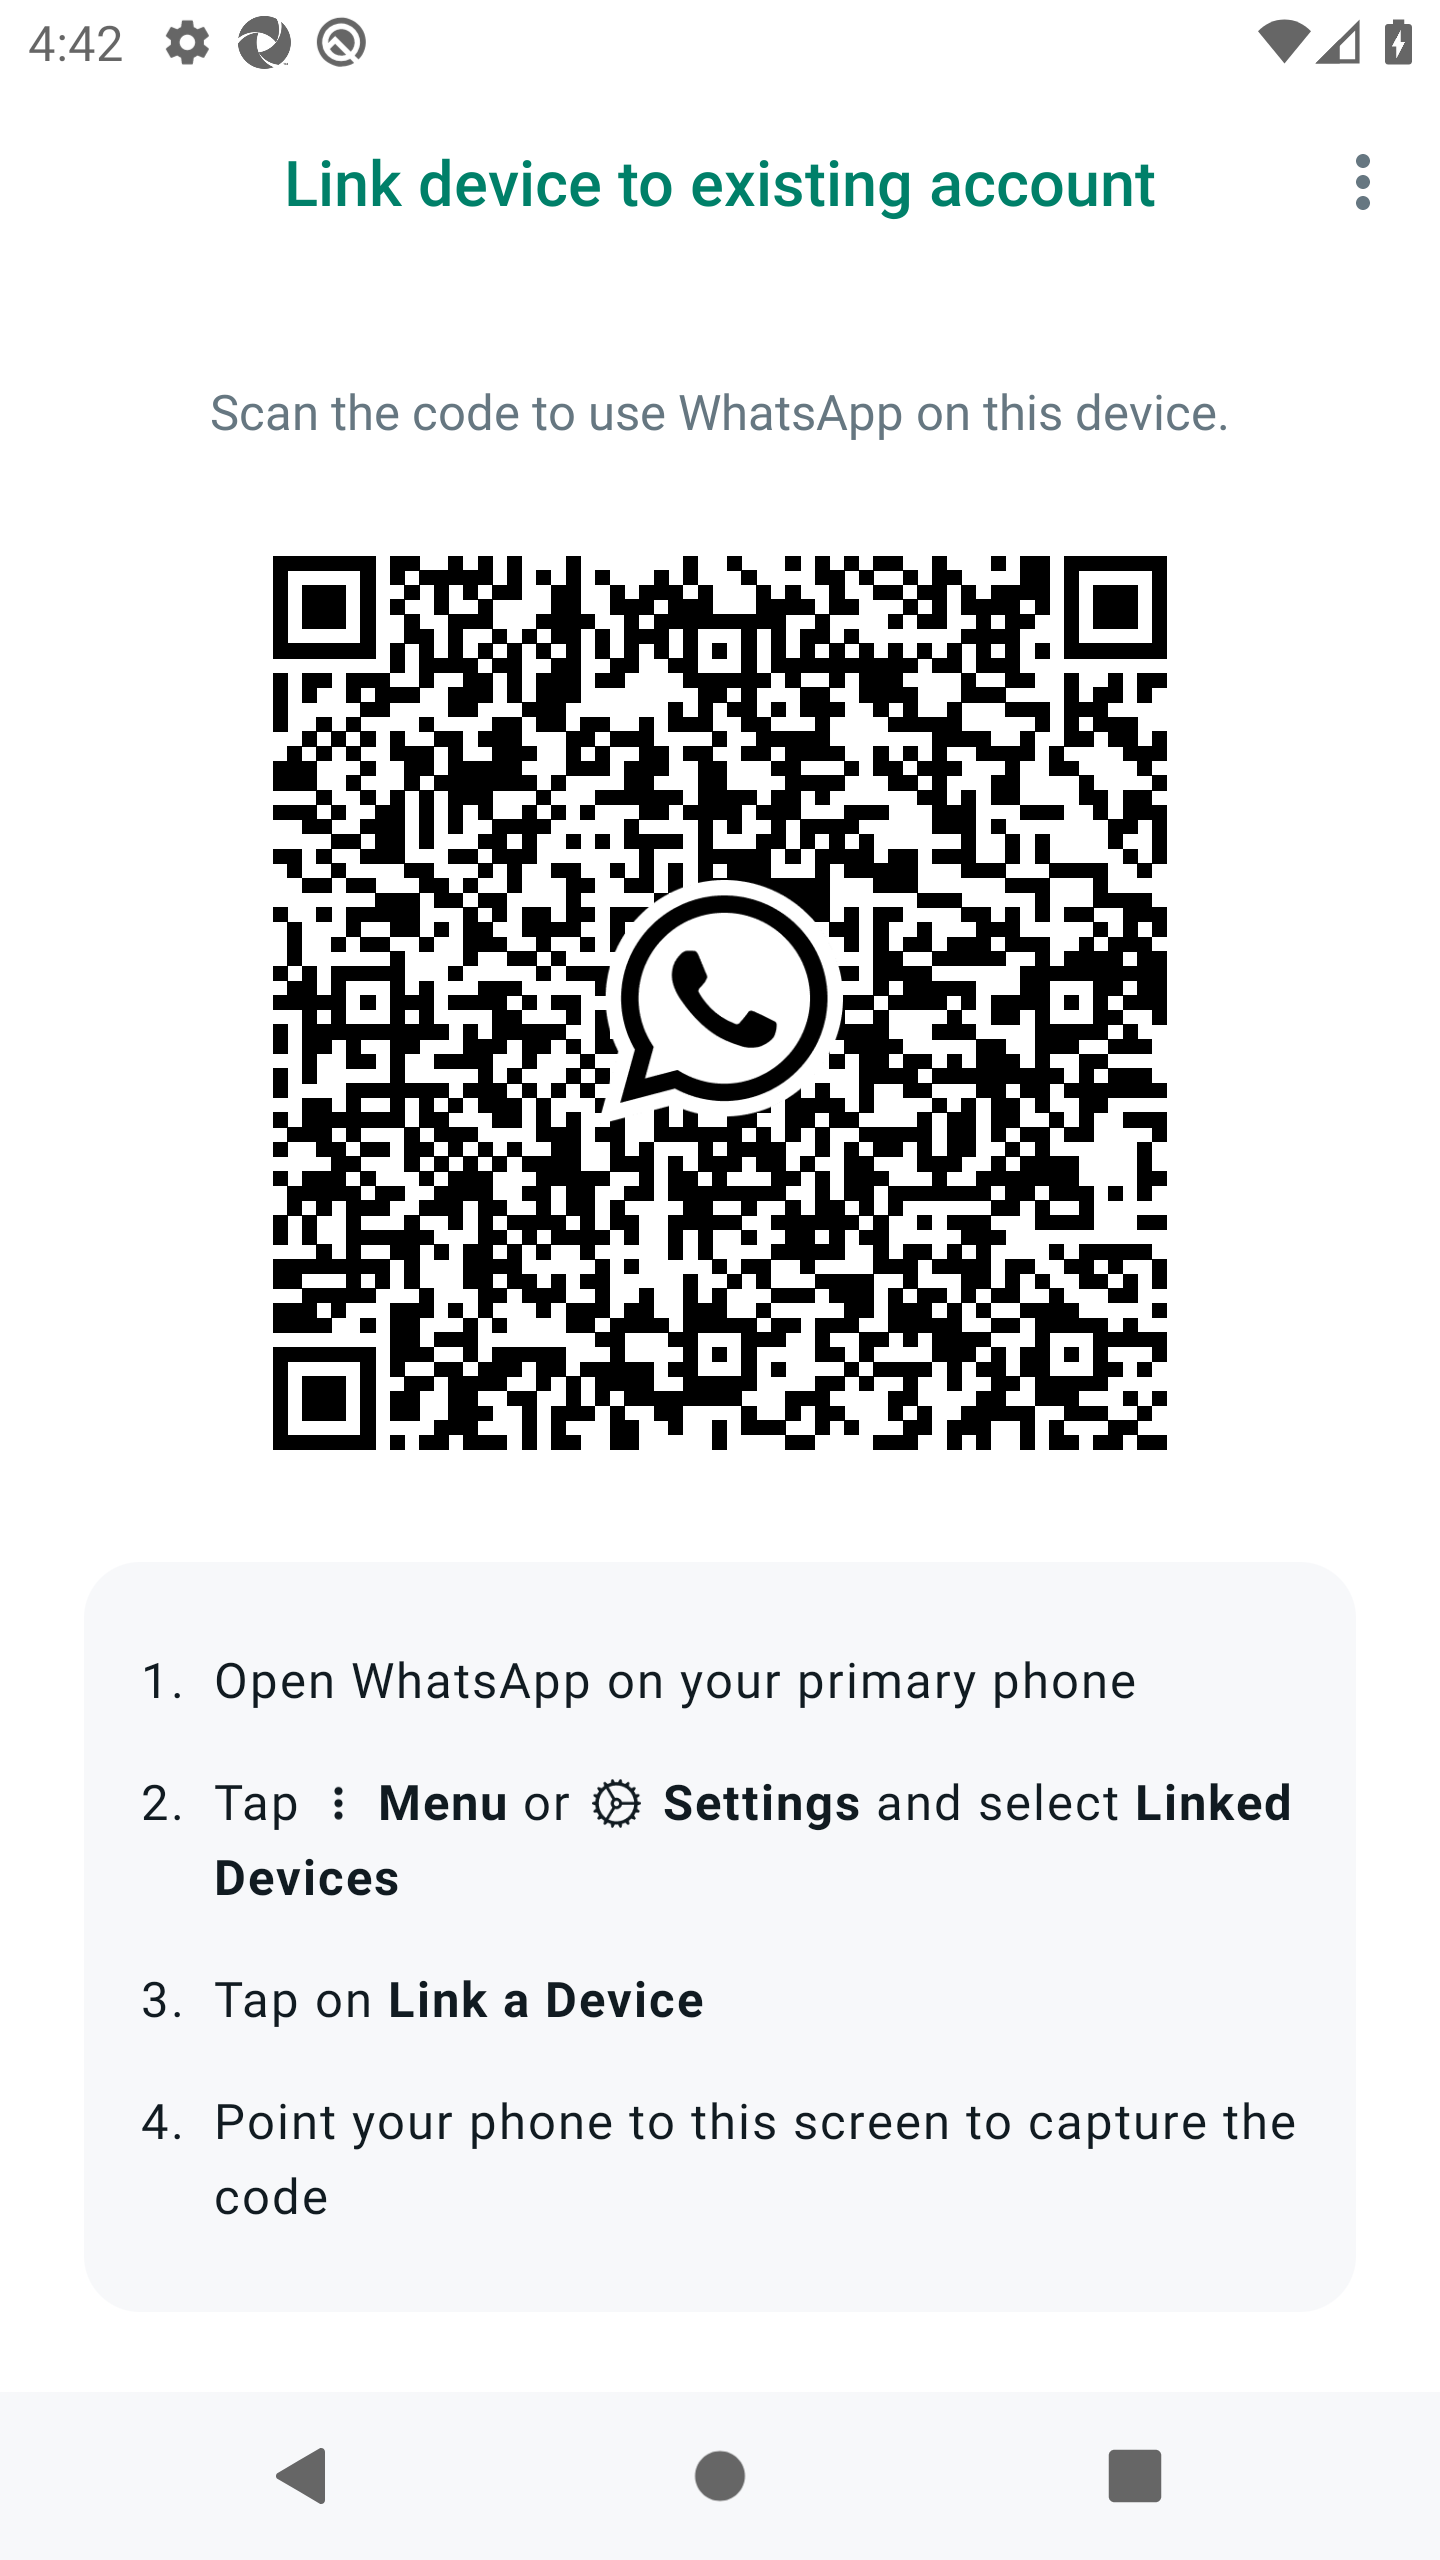 4:42
Link device to existing account
Scan the code to use WhatsApp on this device.
1. Open WhatsApp on your primary phone
2. Tap Menu or Settings and select Linked
Devices
3. Tap on Link a Device
4. Point your phone to this screen to capture the
code